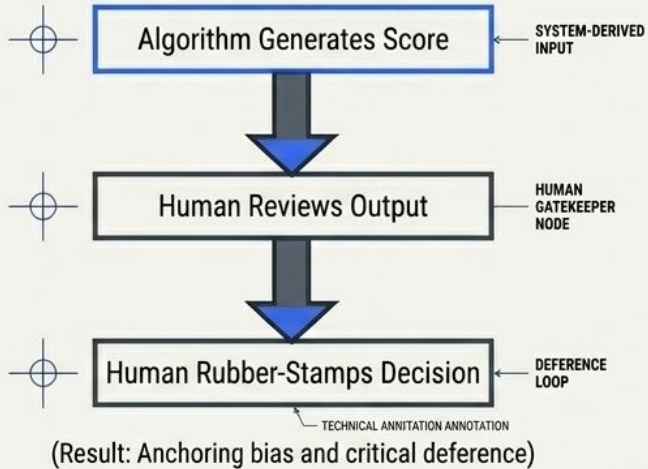 Algorithm Generates Score
SYSTEM-DERIVED
INPUT
Human Reviews Output
HUMAN
GATEKEEPER
NODE
Human Rubber-Stamps Decision
DEFERENCE
LOOP
TECHNICAL ANNITATION ANNOTATION
(Result: Anchoring bias and critical deference)